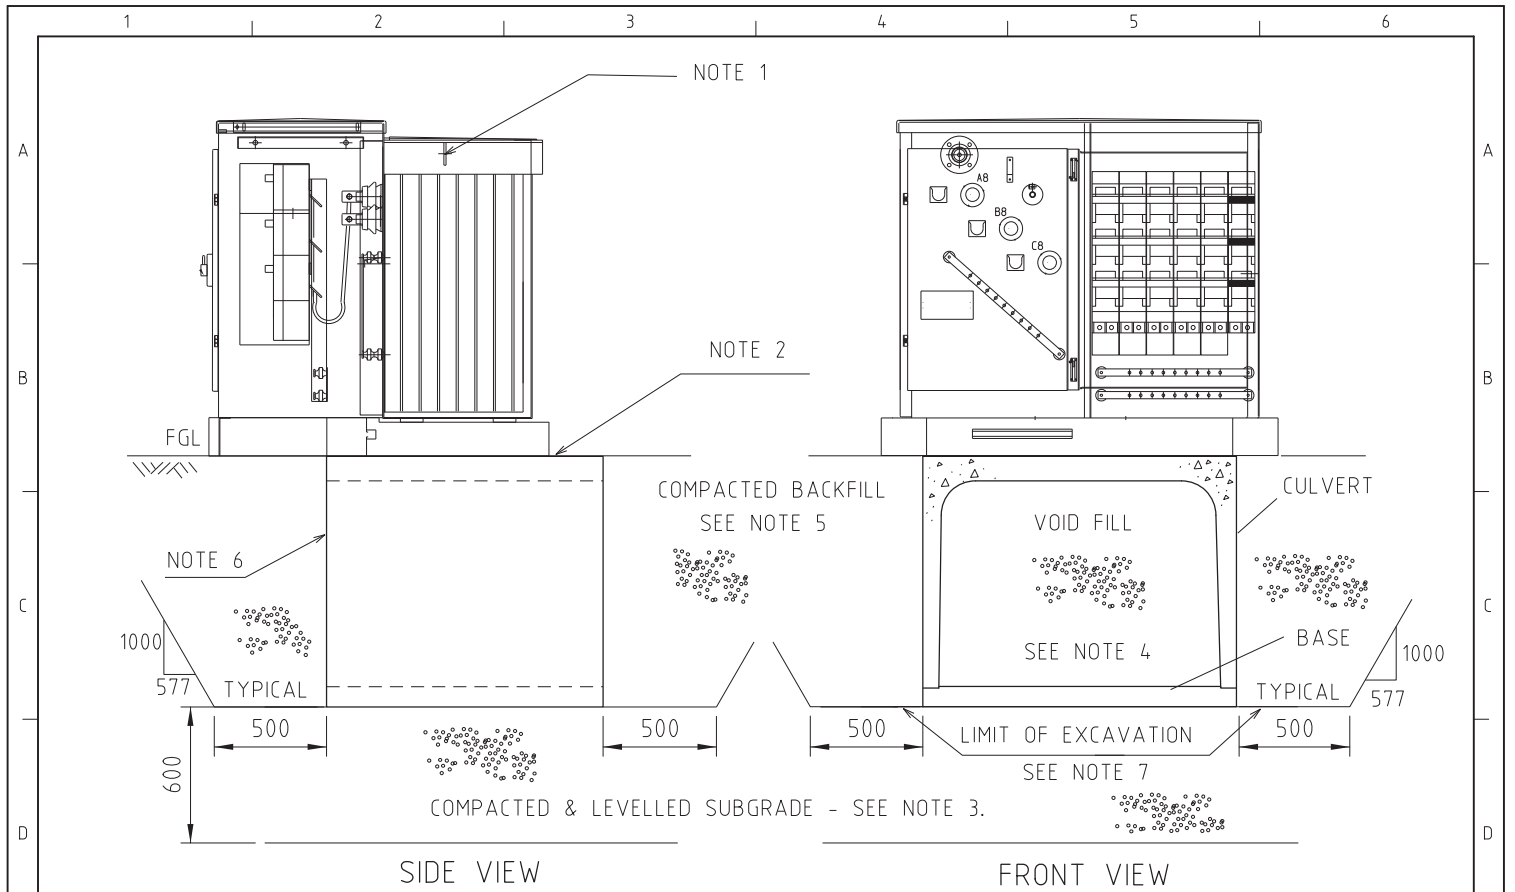 1 2 3 4 5 6
NOTE 1
A A
A8
B8
C8
NOTE 2
B B
FGL
COMPACTED BACKFILL
SEE NOTE 5
CULVERT
VOID FILL
NOTE 6
C C
1000
577
TYPICAL
SEE NOTE 4
BASE
1000
577
TYPICAL
500
500
500
500
LIMIT OF EXCAVATION
SEE NOTE 7
600
COMPACTED & LEVELLED SUBGRADE - SEE NOTE 3.
D D
SIDE VIEW
FRONT VIEW